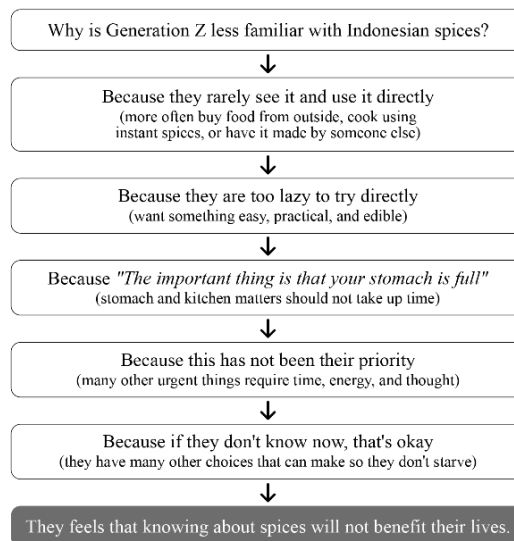 Why is Generation Z less familiar with Indonesian spices?
Because they rarely see it and use it directly
(more often buy food from outside, cook using
instant spices, or have it made by someone else)
Because they are too lazy to try directly
(want something easy, practical, and edible)
Because "The important thing is that your stomach is full"
(stomach and kitchen matters should not take up time)
Because this has not been their priority
(many other urgent things require time, energy, and thought)
Because if they don't know now, that's okay
(they have many other choices that can make so they don't starve)
They feels that knowing about spices will not benefit their lives.